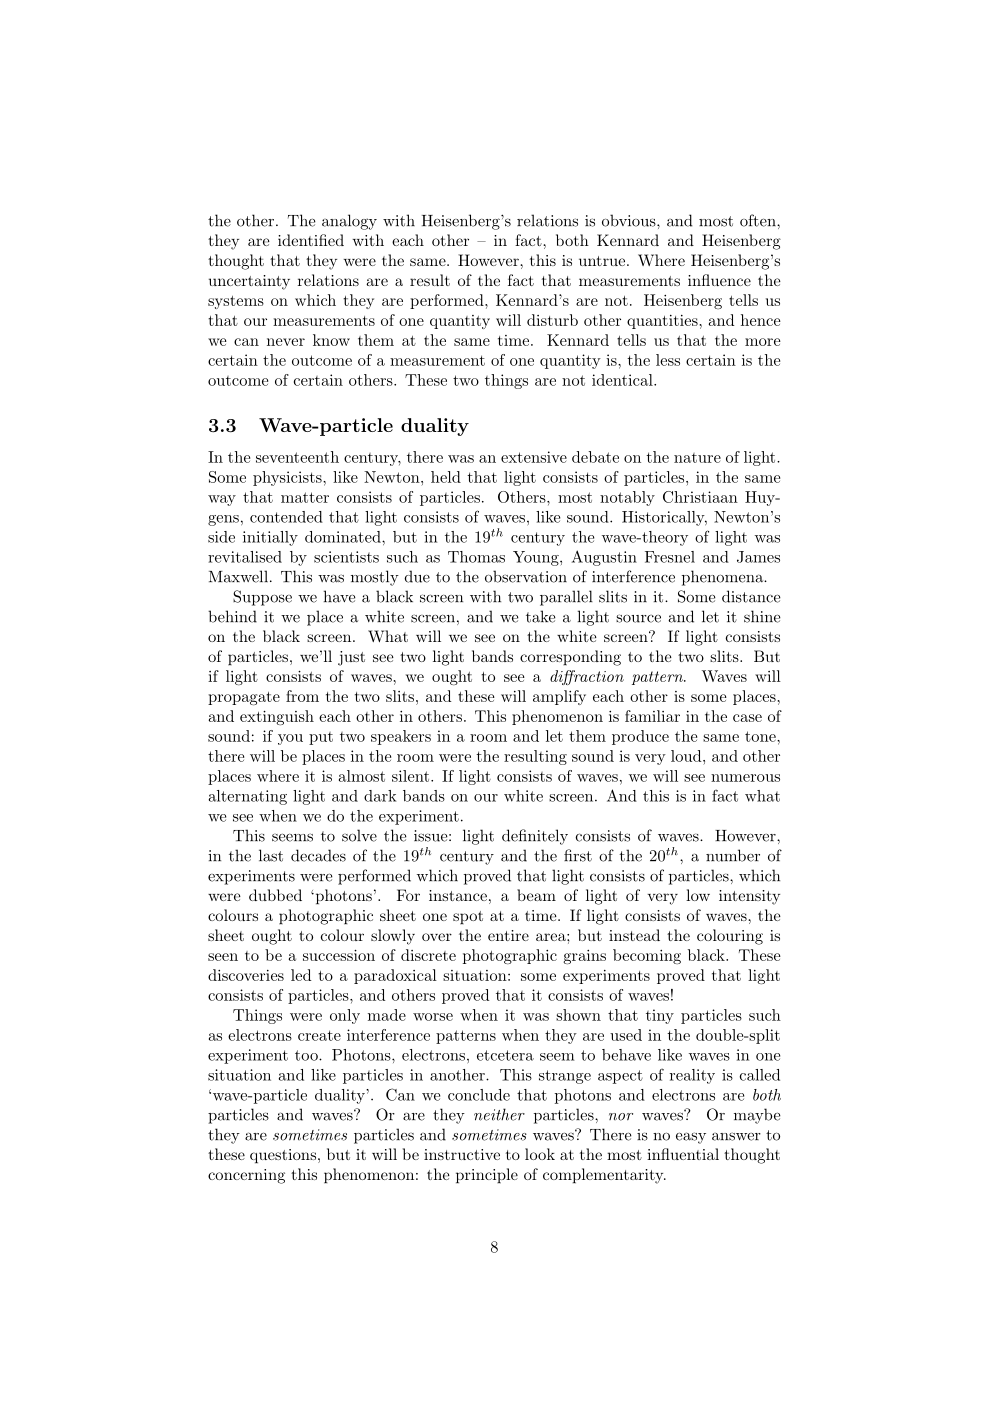 the other. The analogy with Heisenberg's relations is obvious, and most often,
they are identified with each other – in fact, both Kennard and Heisenberg
thought that they were the same. However, this is untrue. Where Heisenberg's
uncertainty relations are a result of the fact that measurements influence the
systems on which they are performed, Kennard's are not. Heisenberg tells us
that our measurements of one quantity will disturb other quantities, and hence
we can never know them at the same time. Kennard tells us that the more
certain the outcome of a measurement of one quantity is, the less certain is the
outcome of certain others. These two things are not identical.
3.3 Wave-particle duality
In the seventeenth century, there was an extensive debate on the nature of light.
Some physicists, like Newton, held that light consists of particles, in the same
way that matter consists of particles. Others, most notably Christiaan Huy-
gens, contended that light consists of waves, like sound. Historically, Newton's
side initially dominated, but in the 19th century the wave-theory of light was
revitalised by scientists such as Thomas Young, Augustin Fresnel and James
Maxwell. This was mostly due to the observation of interference phenomena.
Suppose we have a black screen with two parallel slits in it. Some distance
behind it we place a white screen, and we take a light source and let it shine
on the black screen. What will we see on the white screen? If light consists
of particles, we'll just see two light bands corresponding to the two slits. But
if light consists of waves, we ought to see a diffraction pattern. Waves will
propagate from the two slits, and these will amplify each other is some places,
and extinguish each other in others. This phenomenon is familiar in the case of
sound: if you put two speakers in a room and let them produce the same tone,
there will be places in the room were the resulting sound is very loud, and other
places where it is almost silent. If light consists of waves, we will see numerous
alternating light and dark bands on our white screen. And this is in fact what
we see when we do the experiment.
This seems to solve the issue: light definitely consists of waves. However,
in the last decades of the 19th century and the first of the 20th, a number of
experiments were performed which proved that light consists of particles, which
were dubbed ‘photons’. For instance, a beam of light of very low intensity
colours a photographic sheet one spot at a time. If light consists of waves, the
sheet ought to colour slowly over the entire area; but instead the colouring is
seen to be a succession of discrete photographic grains becoming black. These
discoveries led to a paradoxical situation: some experiments proved that light
consists of particles, and others proved that it consists of waves!
Things were only made worse when it was shown that tiny particles such
as electrons create interference patterns when they are used in the double-split
experiment too. Photons, electrons, etcetera seem to behave like waves in one
situation and like particles in another. This strange aspect of reality is called
‘wave-particle duality’. Can we conclude that photons and electrons are both
particles and waves? Or are they neither particles, nor waves? Or maybe
they are sometimes particles and sometimes waves? There is no easy answer to
these questions, but it will be instructive to look at the most influential thought
concerning this phenomenon: the principle of complementarity.
8